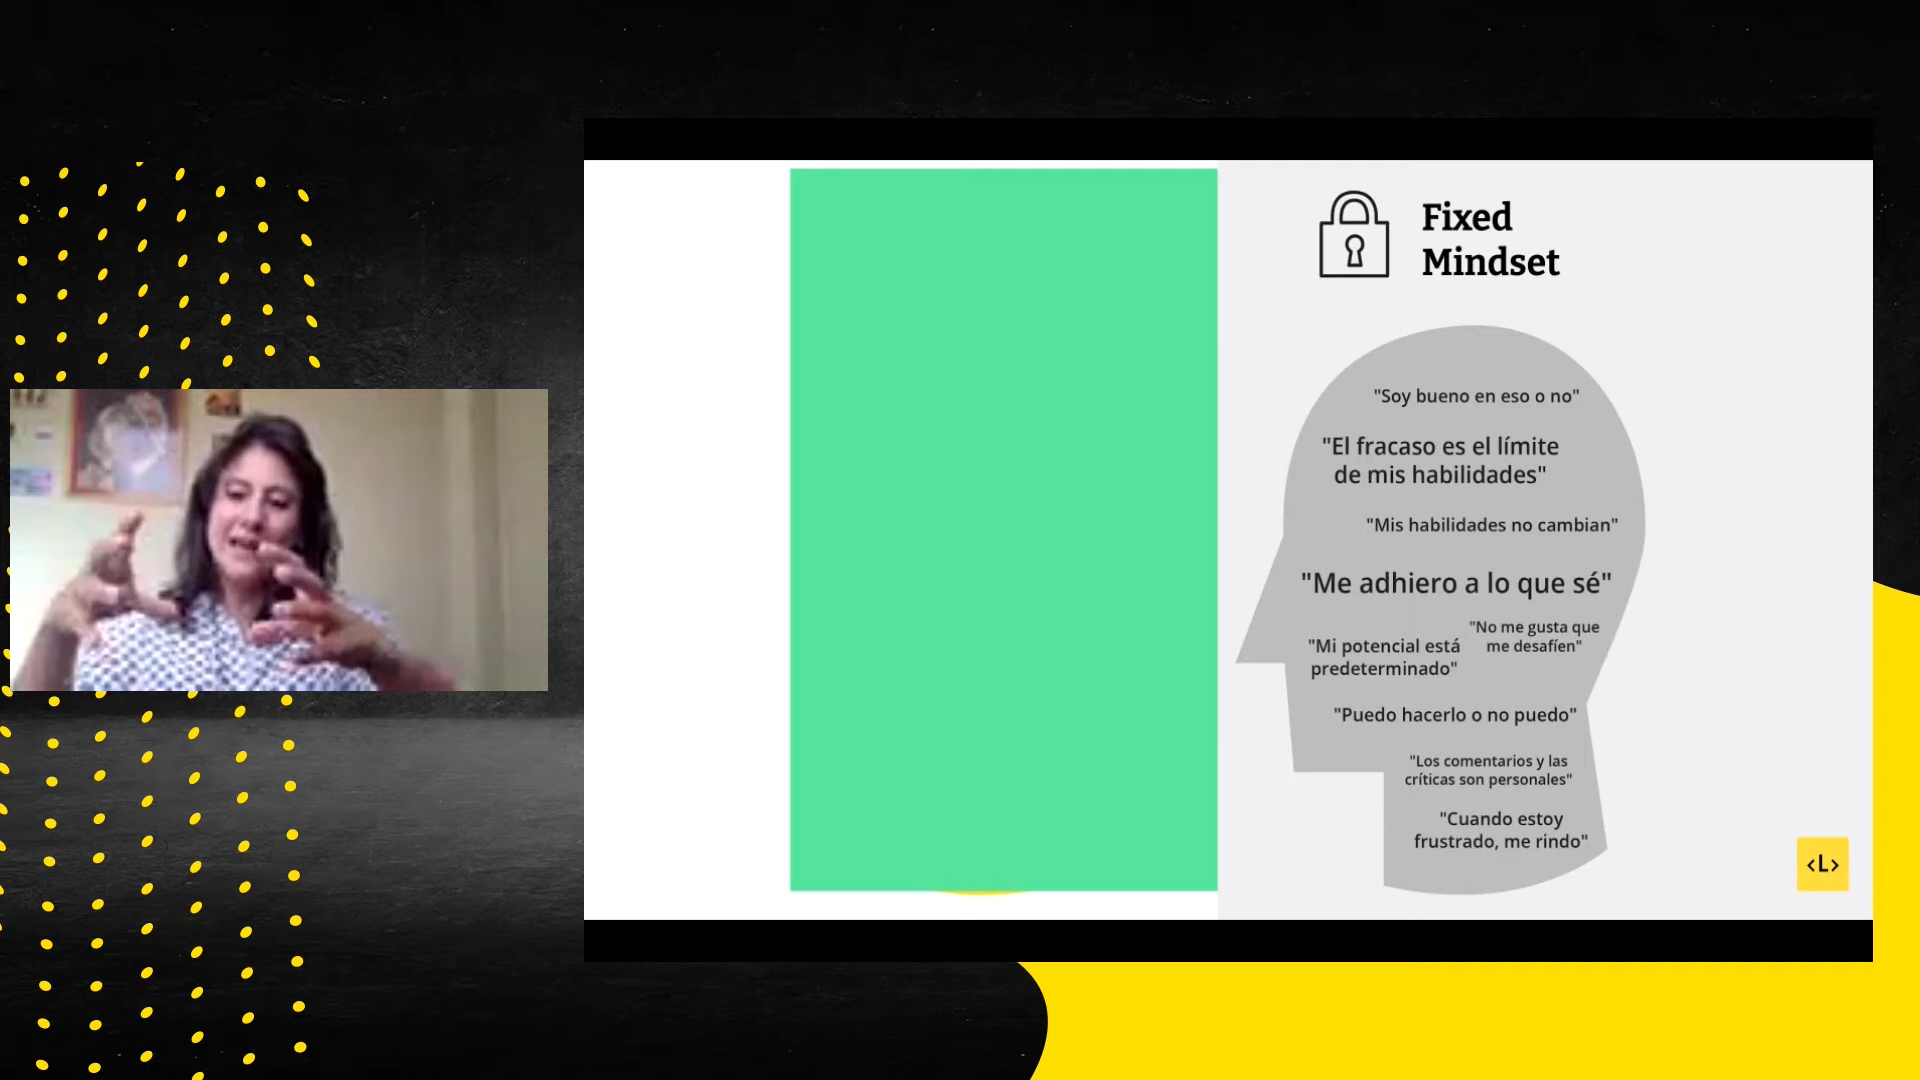 Fixed
Mindset
"Soy bueno en eso o no"
"El fracaso es el límite
de mis habilidades"
"Mis habilidades no cambian"
"Me adhiero a lo que sé"
"No me gusta que
me desafíen"
"Mi potencial está
predeterminado"
"Puedo hacerlo o no puedo"
"Los comentarios y las
críticas son personales"
"Cuando estoy
frustrado, me rindo"
<L>